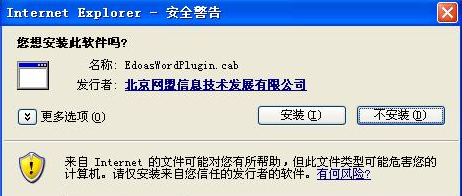 Internet Explorer - 安全警告
您想安装此软件吗?
名称: EdoasWordPlugin.cab
发行者: 北京网盟信息技术发展有限公司
更多选项(O)
安装(I)
不安装(D)
来自 Internet 的文件可能对您有所帮助，但此文件类型可能危害您的
计算机。请仅安装来自您信任的发行者的软件。有何风险?